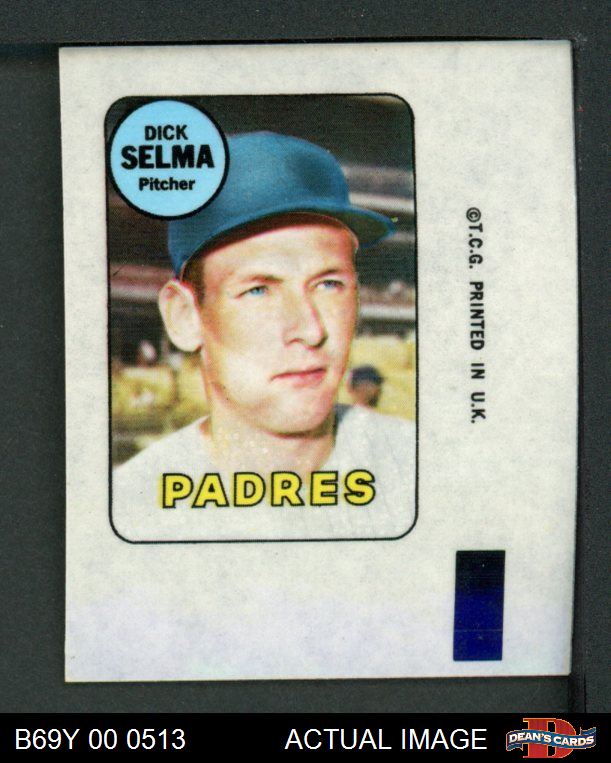 DICK
SELMA
Pitcher
PADRES
©T.C.G. PRINTED IN U.K.
B69Y 00 0513
ACTUAL IMAGE
D
DEAN'S CARDS